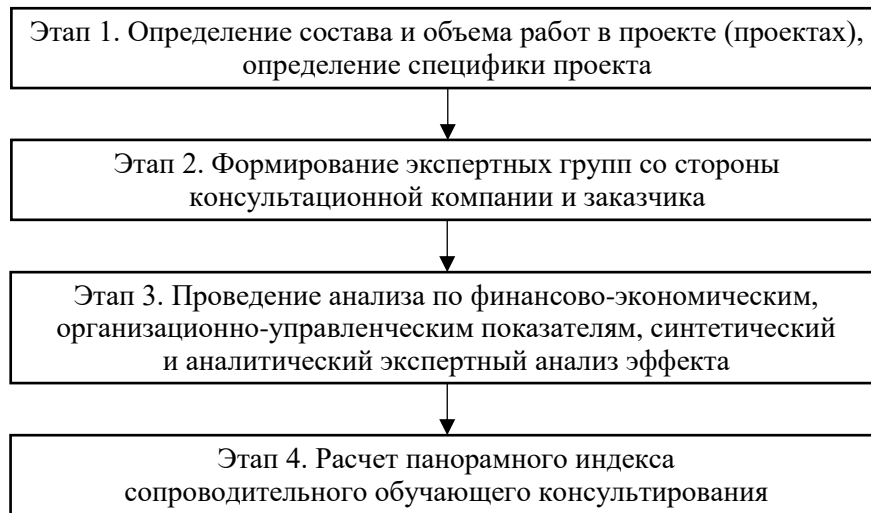 Этап 1. Определение состава и объема работ в проекте (проектах),
определение специфики проекта
Этап 2. Формирование экспертных групп со стороны
консультационной компании и заказчика
Этап 3. Проведение анализа по финансово-экономическим,
организационно-управленческим показателям, синтетический
и аналитический экспертный анализ эффекта
Этап 4. Расчет панорамного индекса
сопроводительного обучающего консультирования